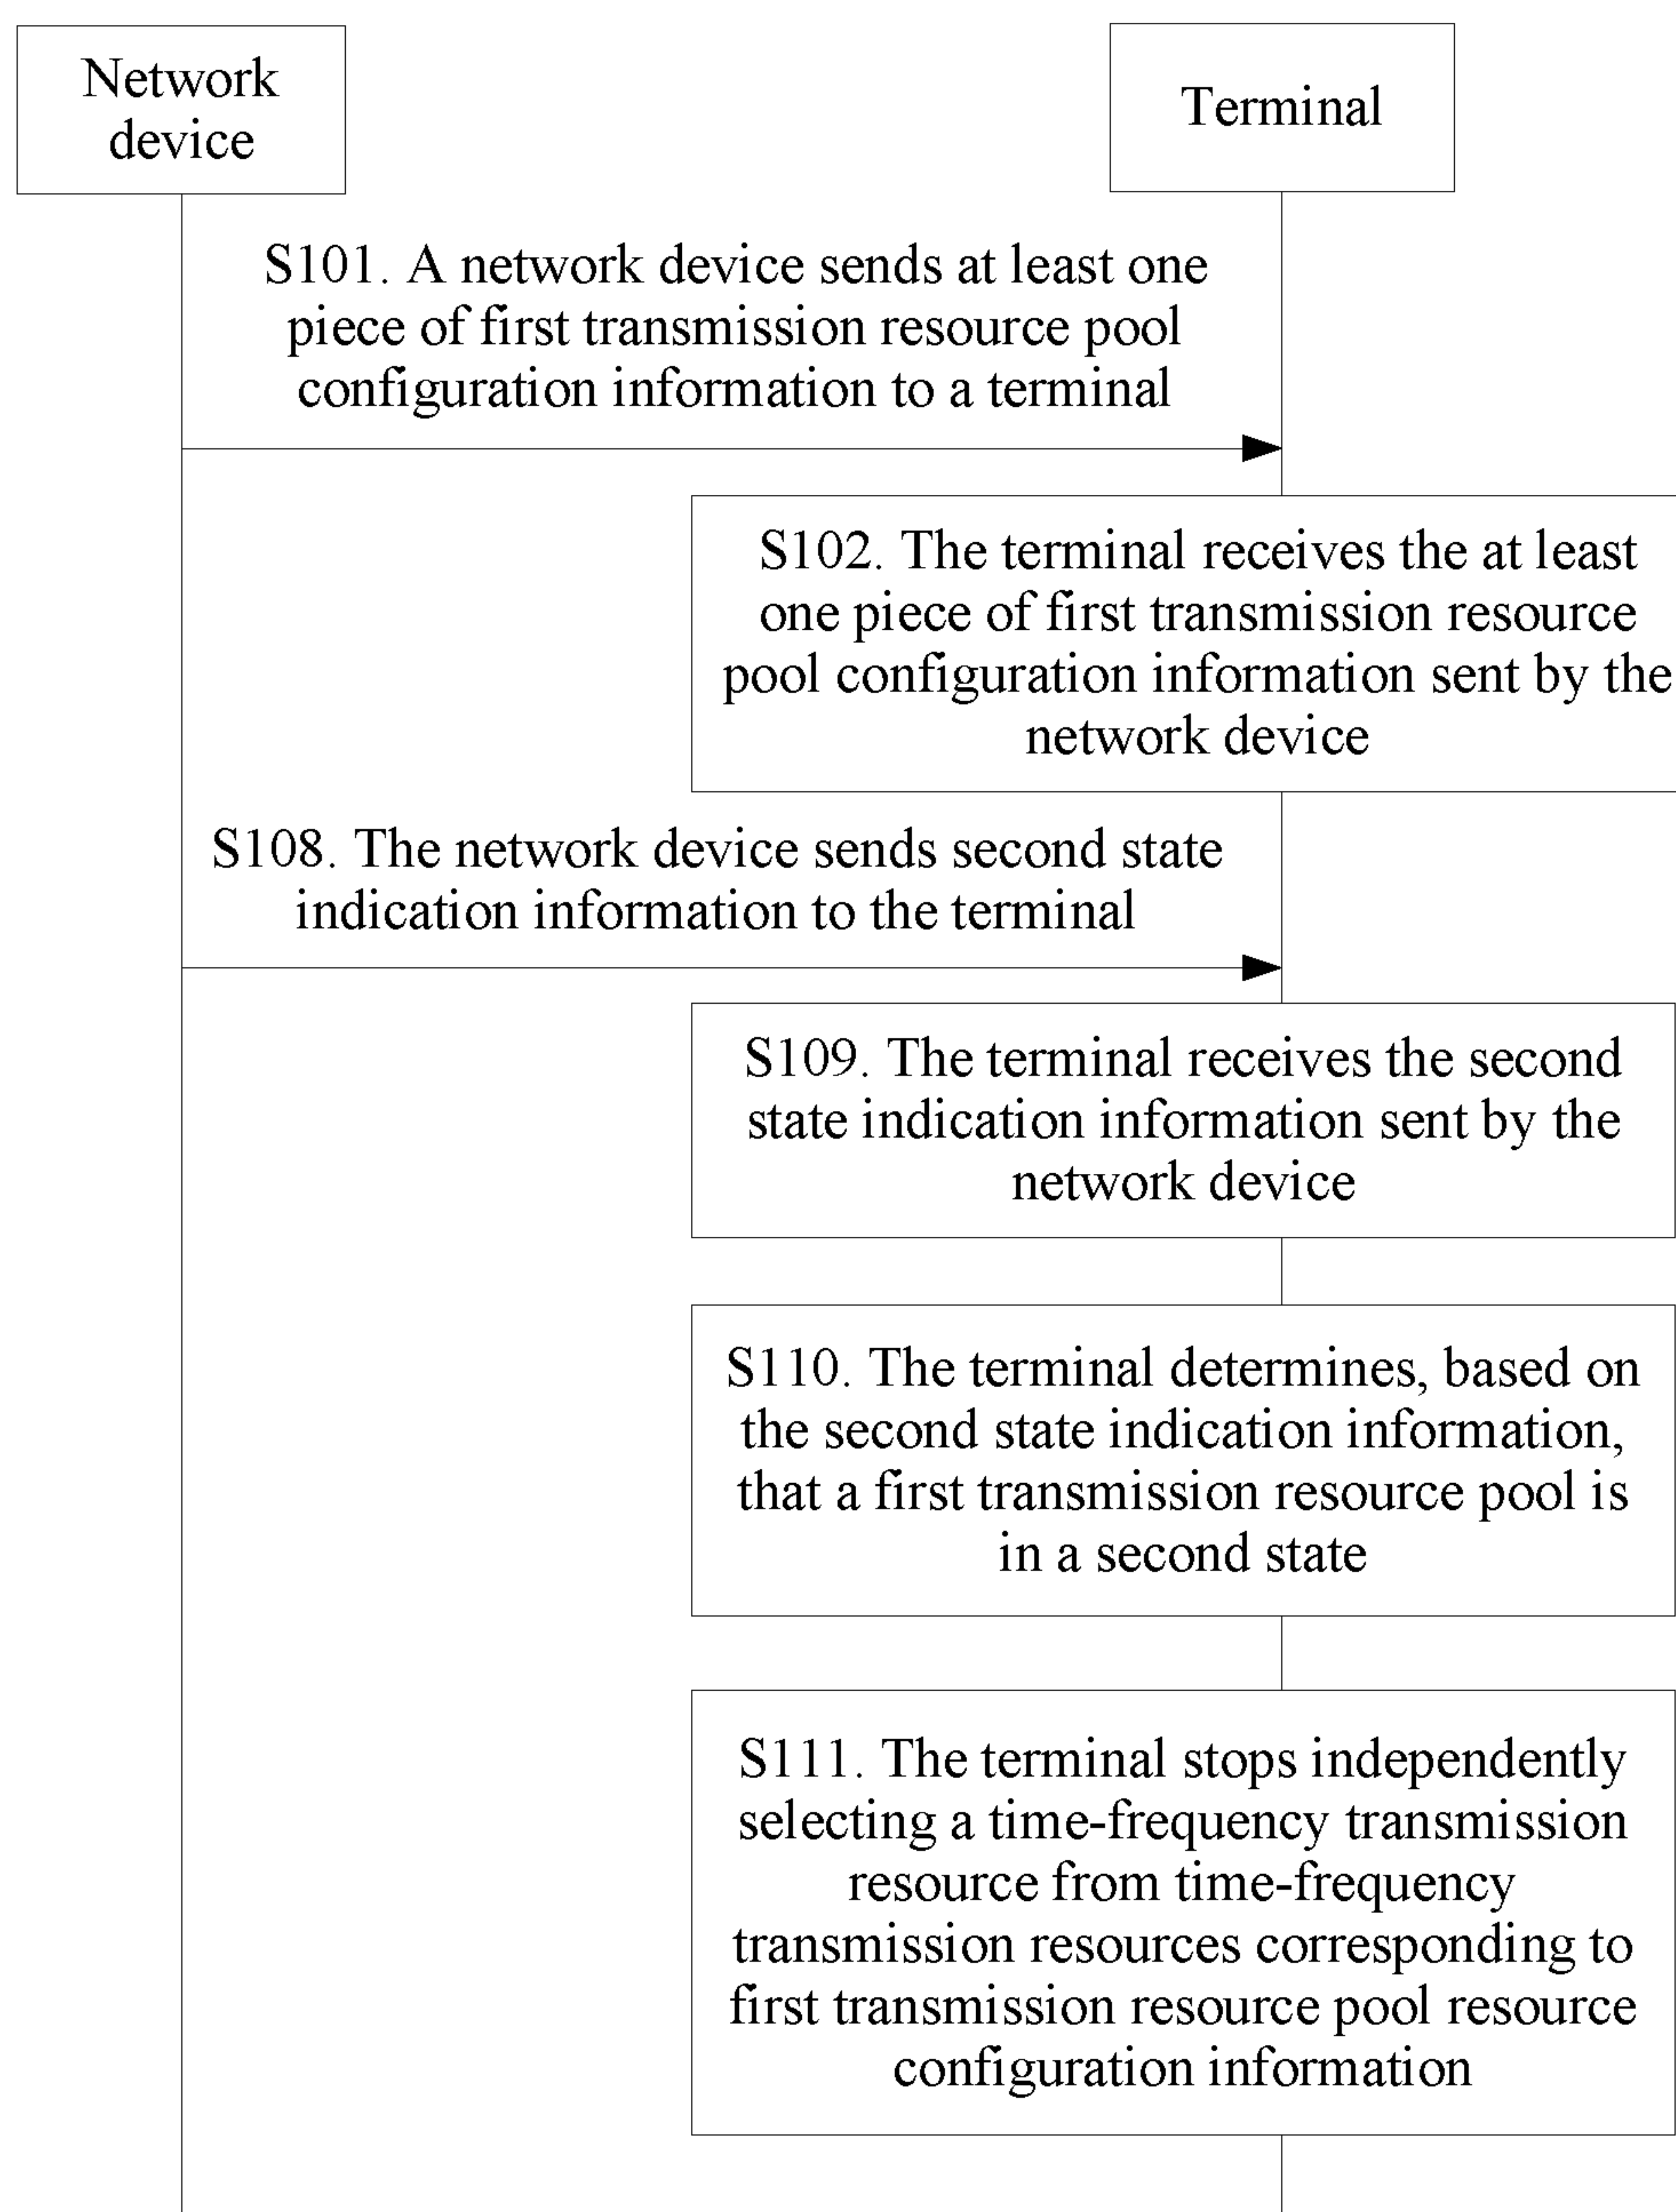 Network
device
Terminal
S101. A network device sends at least one
piece of first transmission resource pool
configuration information to a terminal
S102. The terminal receives the at least
one piece of first transmission resource
pool configuration information sent by the
network device
S108. The network device sends second state
indication information to the terminal
S109. The terminal receives the second
state indication information sent by the
network device
S110. The terminal determines, based on
the second state indication information,
that a first transmission resource pool is
in a second state
S111. The terminal stops independently
selecting a time-frequency transmission
resource from time-frequency
transmission resources corresponding to
first transmission resource pool resource
configuration information